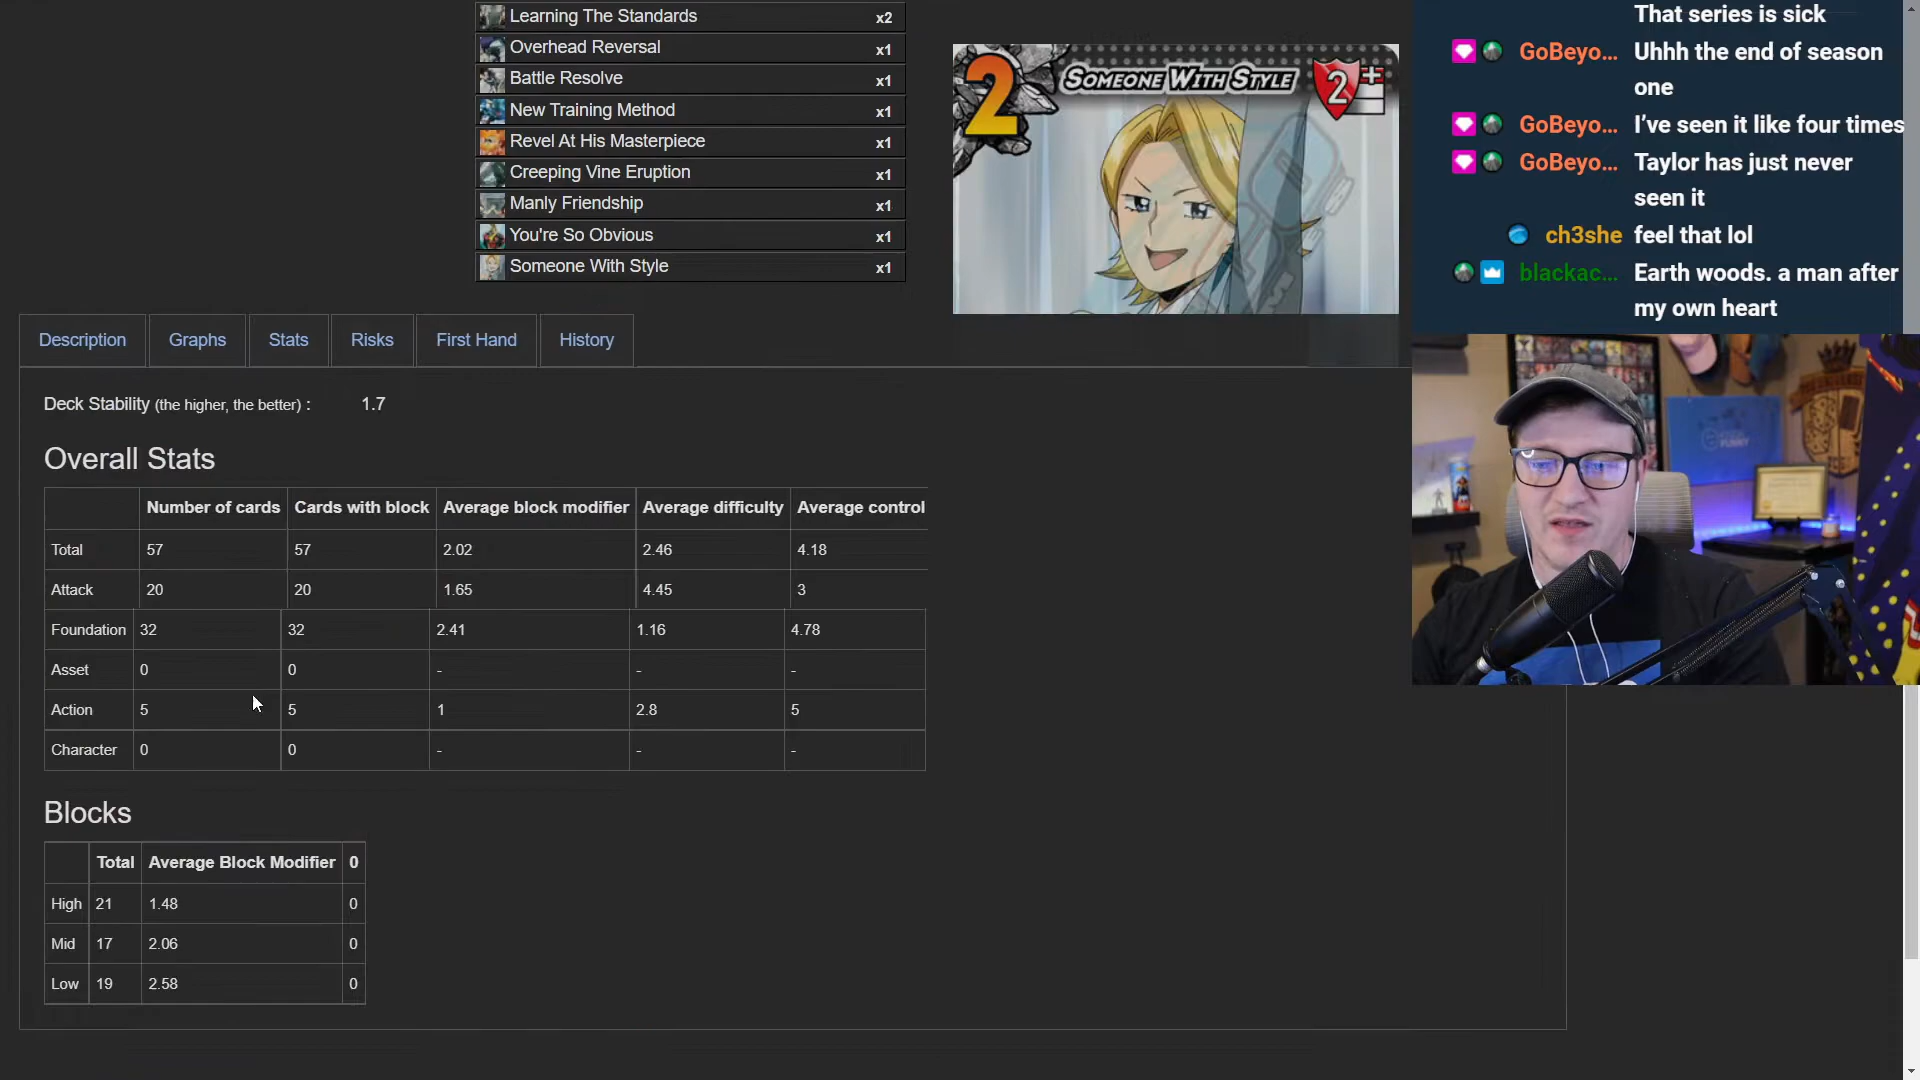 Learning The Standards x2
Overhead Reversal x1
Battle Resolve x1
New Training Method x1
Revel At His Masterpiece x1
Creeping Vine Eruption x1
Manly Friendship x1
You're So Obvious x1
Someone With Style x1
2 SOMEONE WITH STYLE 2 +
That series is sick
GoBeyo... Uhhh the end of season
one
GoBeyo... I've seen it like four times
GoBeyo... Taylor has just never
seen it
ch3she feel that lol
blackac... Earth woods. a man after
my own heart
Description Graphs Stats Risks First Hand History
Deck Stability (the higher, the better) : 1.7
Overall Stats
Number of cards Cards with block Average block modifier Average difficulty Average control
Total 57 57 2.02 2.46 4.18
Attack 20 20 1.65 4.45 3
Foundation 32 32 2.41 1.16 4.78
Asset 0 0 - - -
Action 5 5 1 2.8 5
Character 0 0 - - -
Blocks
Total Average Block Modifier 0
High 21 1.48 0
Mid 17 2.06 0
Low 19 2.58 0